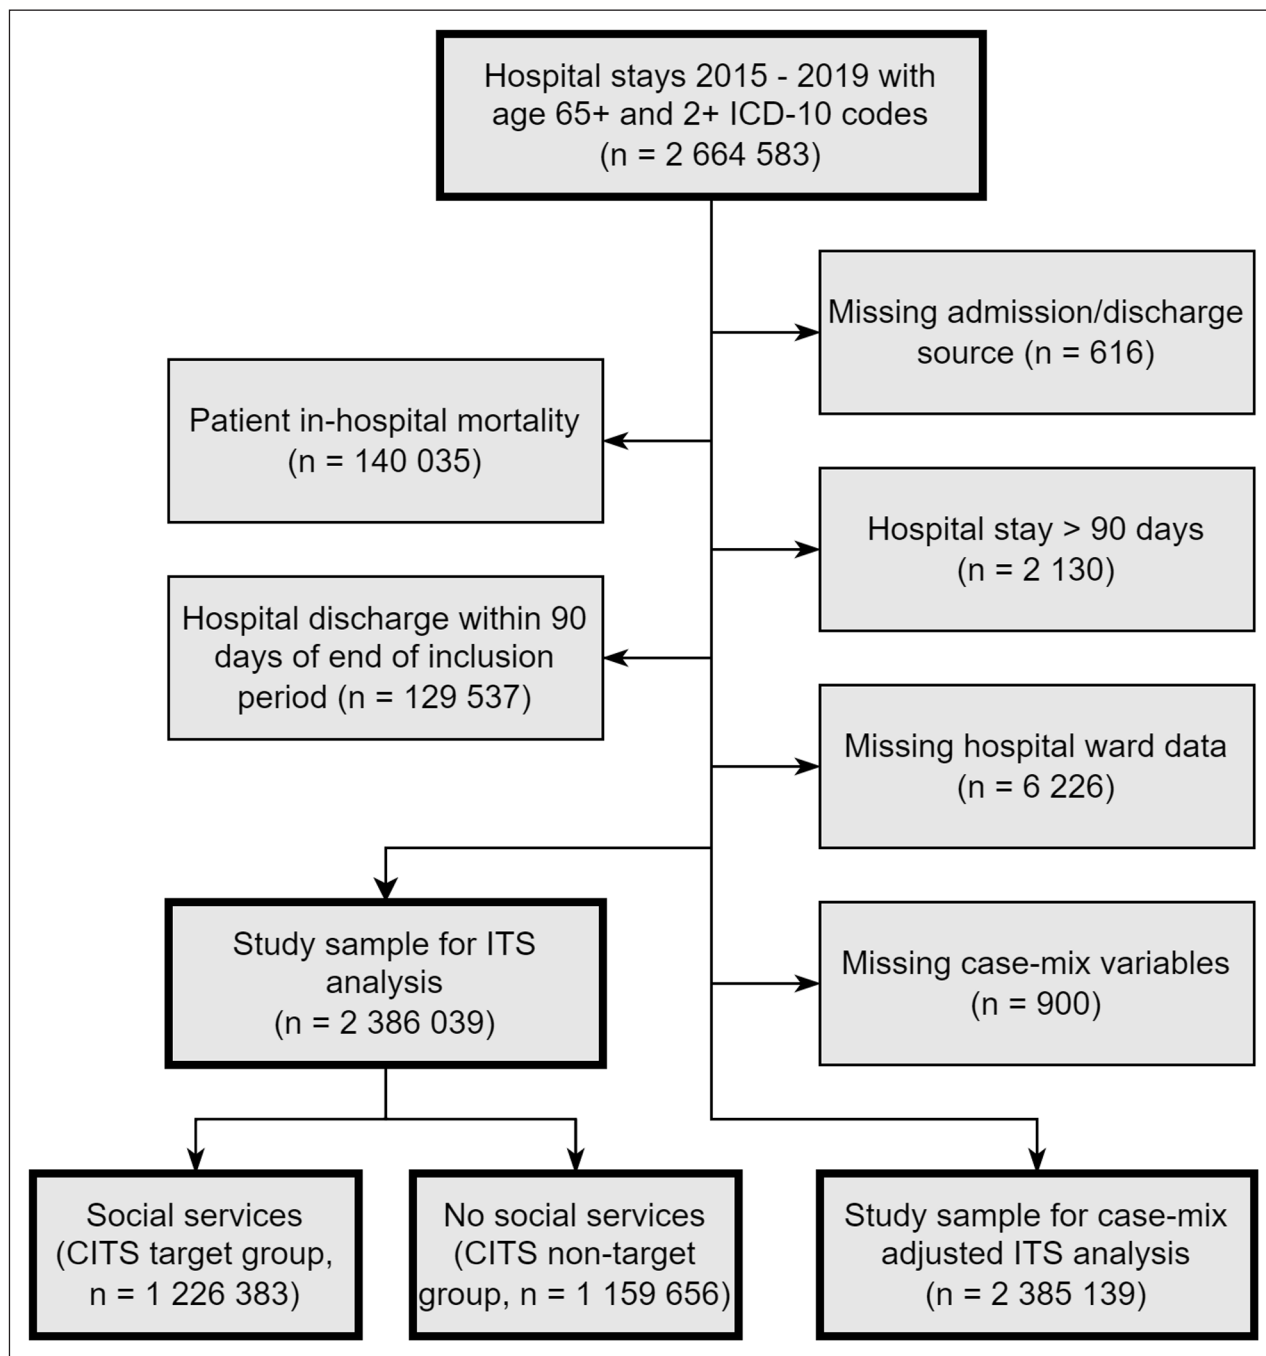 Hospital stays 2015 - 2019 with
age 65+ and 2+ ICD-10 codes
(n = 2 664 583)
Missing admission/discharge
source (n = 616)
Patient in-hospital mortality
(n = 140 035)
Hospital stay > 90 days
(n = 2 130)
Hospital discharge within 90
days of end of inclusion
period (n = 129 537)
Missing hospital ward data
(n = 6 226)
Study sample for ITS
analysis
(n = 2 386 039)
Missing case-mix variables
(n = 900)
Social services
(CITS target group,
n = 1 226 383)
No social services
(CITS non-target
group, n = 1 159 656)
Study sample for case-mix
adjusted ITS analysis
(n = 2 385 139)